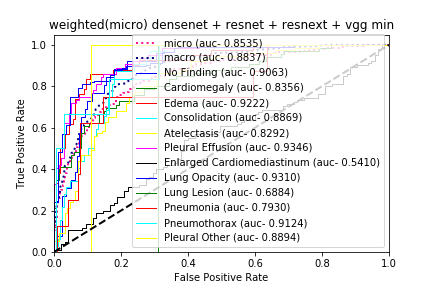 weighted(micro) densenet + resnet + resnext + vgg min
1.0
0.8
0.6
0.4
0.2
0.0
True Positive Rate
micro (auc- 0.8535)
macro (auc- 0.8837)
No Finding (auc- 0.9063)
Cardiomegaly (auc- 0.8356)
Edema (auc- 0.9222)
Consolidation (auc- 0.8869)
Atelectasis (auc- 0.8292)
Pleural Effusion (auc- 0.9346)
Enlarged Cardiomediastinum (auc- 0.5410)
Lung Opacity (auc- 0.9310)
Lung Lesion (auc- 0.6884)
Pneumonia (auc- 0.7930)
Pneumothorax (auc- 0.9124)
Pleural Other (auc- 0.8894)
0.0 0.2 0.4 0.6 0.8 1.0
False Positive Rate